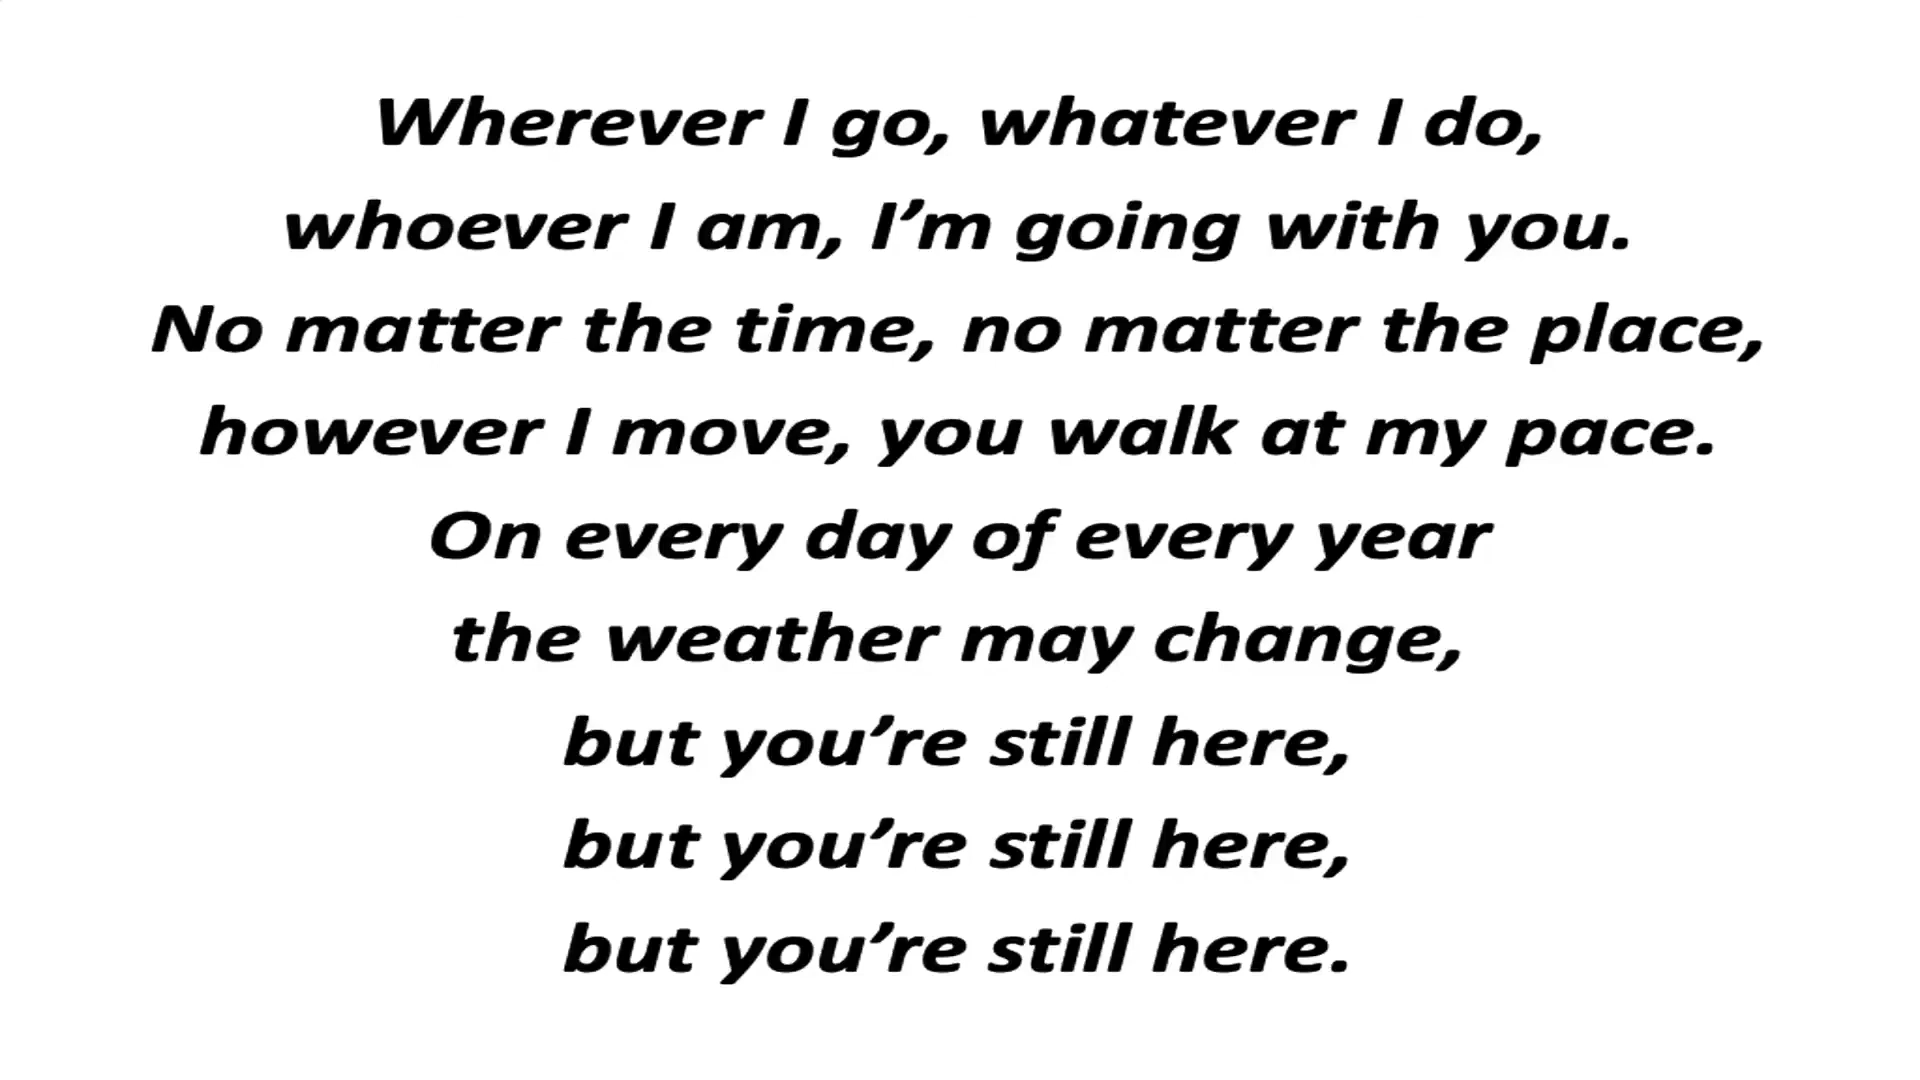 Wherever I go, whatever I do,
whoever I am, I’m going with you.
No matter the time, no matter the place,
however I move, you walk at my pace.
On every day of every year
the weather may change,
but you’re still here,
but you’re still here,
but you’re still here.